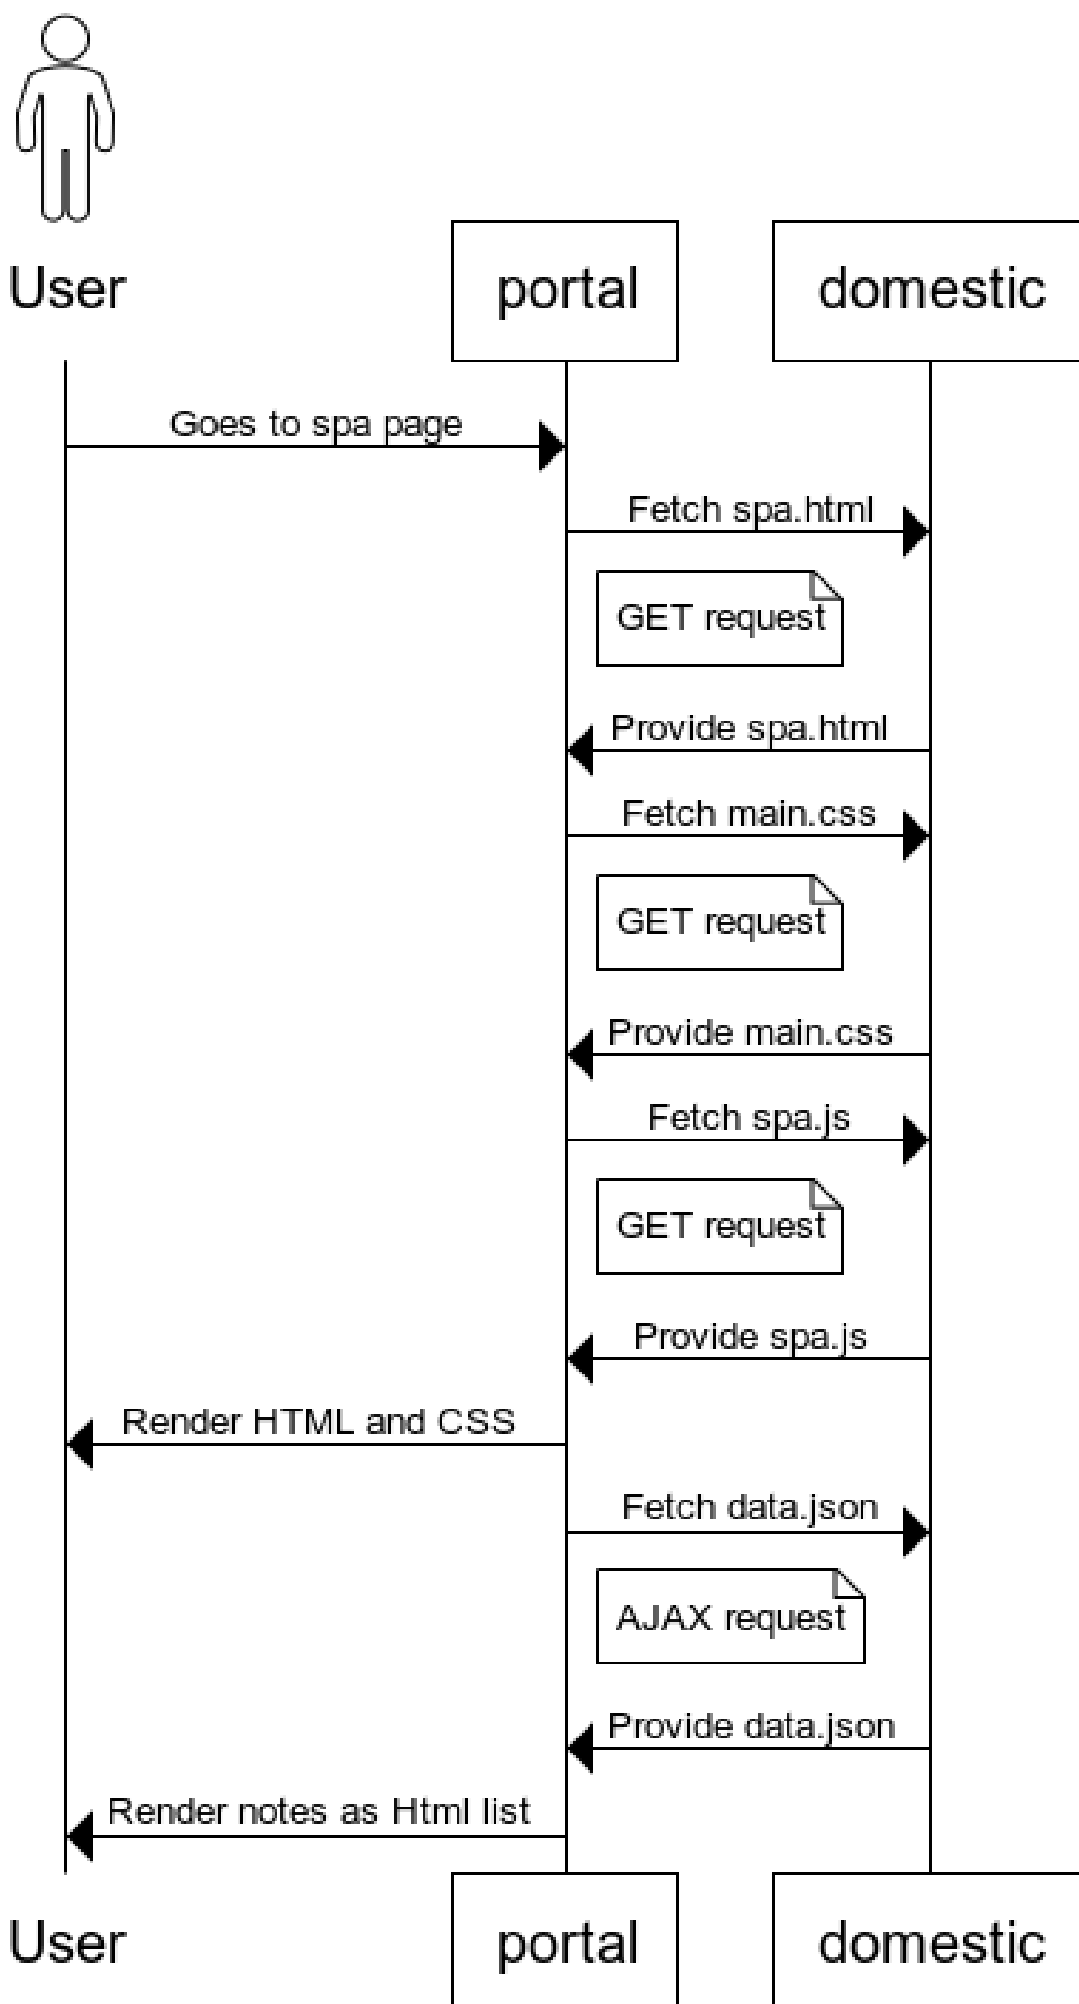 User
portal
domestic
Goes to spa page
Fetch spa.html
GET request
Provide spa.html
Fetch main.css
GET request
Provide main.css
Fetch spa.js
GET request
Provide spa.js
Render HTML and CSS
Fetch data.json
AJAX request
Provide data.json
Render notes as Html list
User
portal
domestic